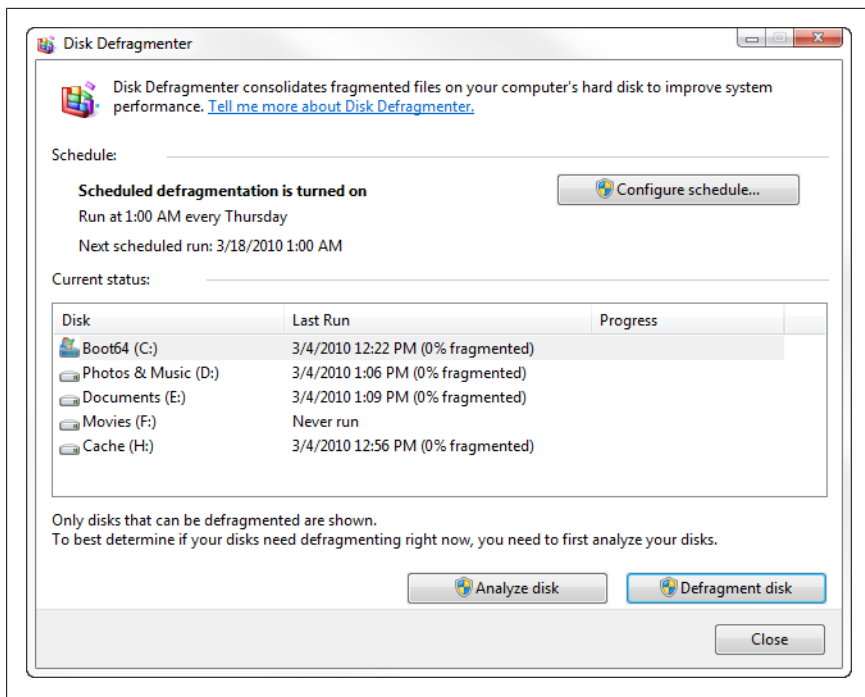 Disk Defragmenter
Disk Defragmenter consolidates fragmented files on your computer's hard disk to improve system
performance. Tell me more about Disk Defragmenter.
Schedule:
Scheduled defragmentation is turned on
Configure schedule...
Run at 1:00 AM every Thursday
Next scheduled run: 3/18/2010 1:00 AM
Current status:
Disk Last Run Progress
Boot64 (C:) 3/4/2010 12:22 PM (0% fragmented)
Photos & Music (D:) 3/4/2010 1:06 PM (0% fragmented)
Documents (E:) 3/4/2010 1:09 PM (0% fragmented)
Movies (F:) Never run
Cache (H:) 3/4/2010 12:56 PM (0% fragmented)
Only disks that can be defragmented are shown.
To best determine if your disks need defragmenting right now, you need to first analyze your disks.
Analyze disk Defragment disk
Close